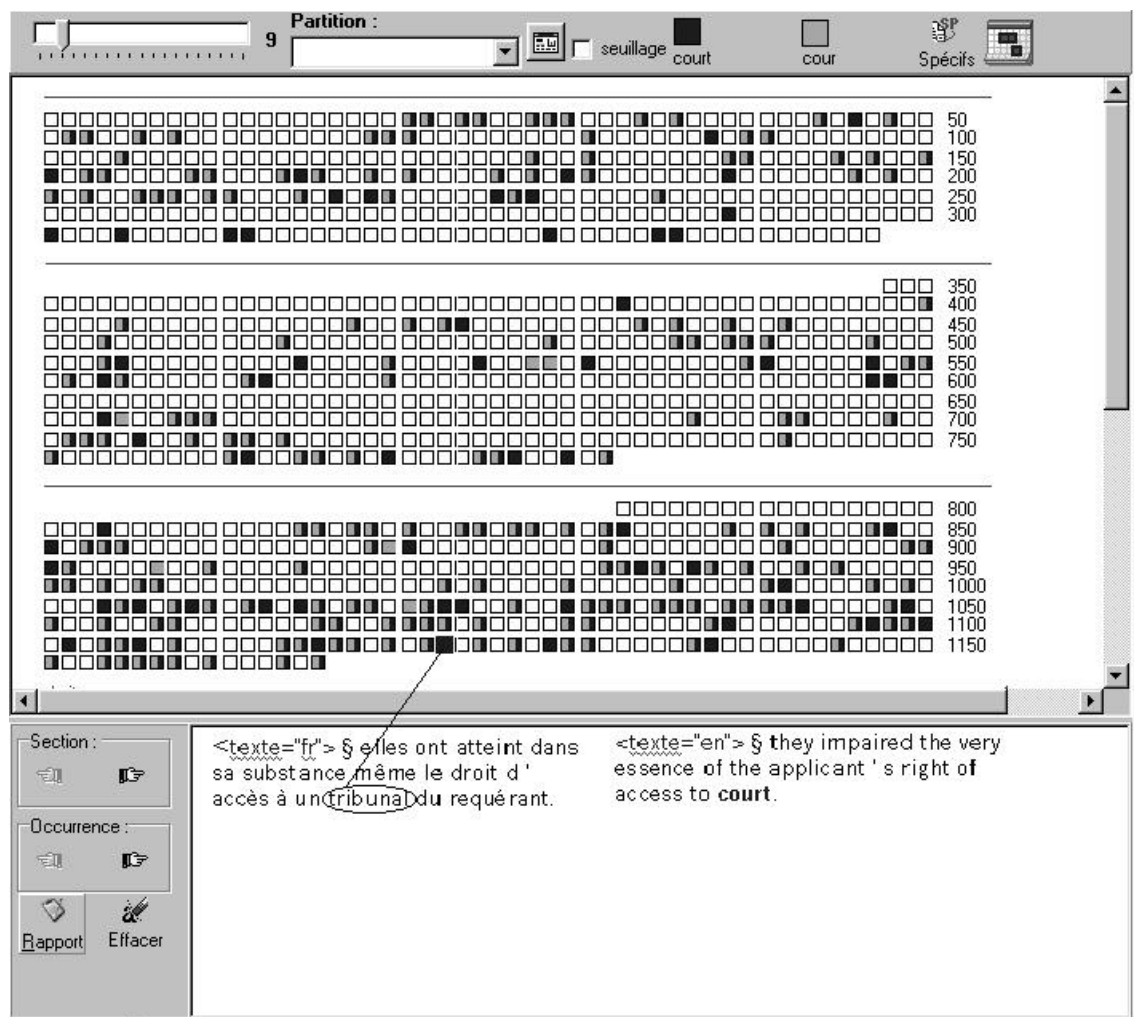 Partition :
9
seuillage
court
cour
SP
Spécifs
50
100
150
200
250
300
350
400
450
500
550
600
650
700
750
800
850
900
950
1000
1050
1100
1150
Section :
Occurrence :
Rapport
Effacer
<texte="fr"> § elles ont atteint dans
sa substance même le droit d '
accès à un tribunal du requérant.
<texte="en"> § they impaired the very
essence of the applicant ' s right of
access to court.